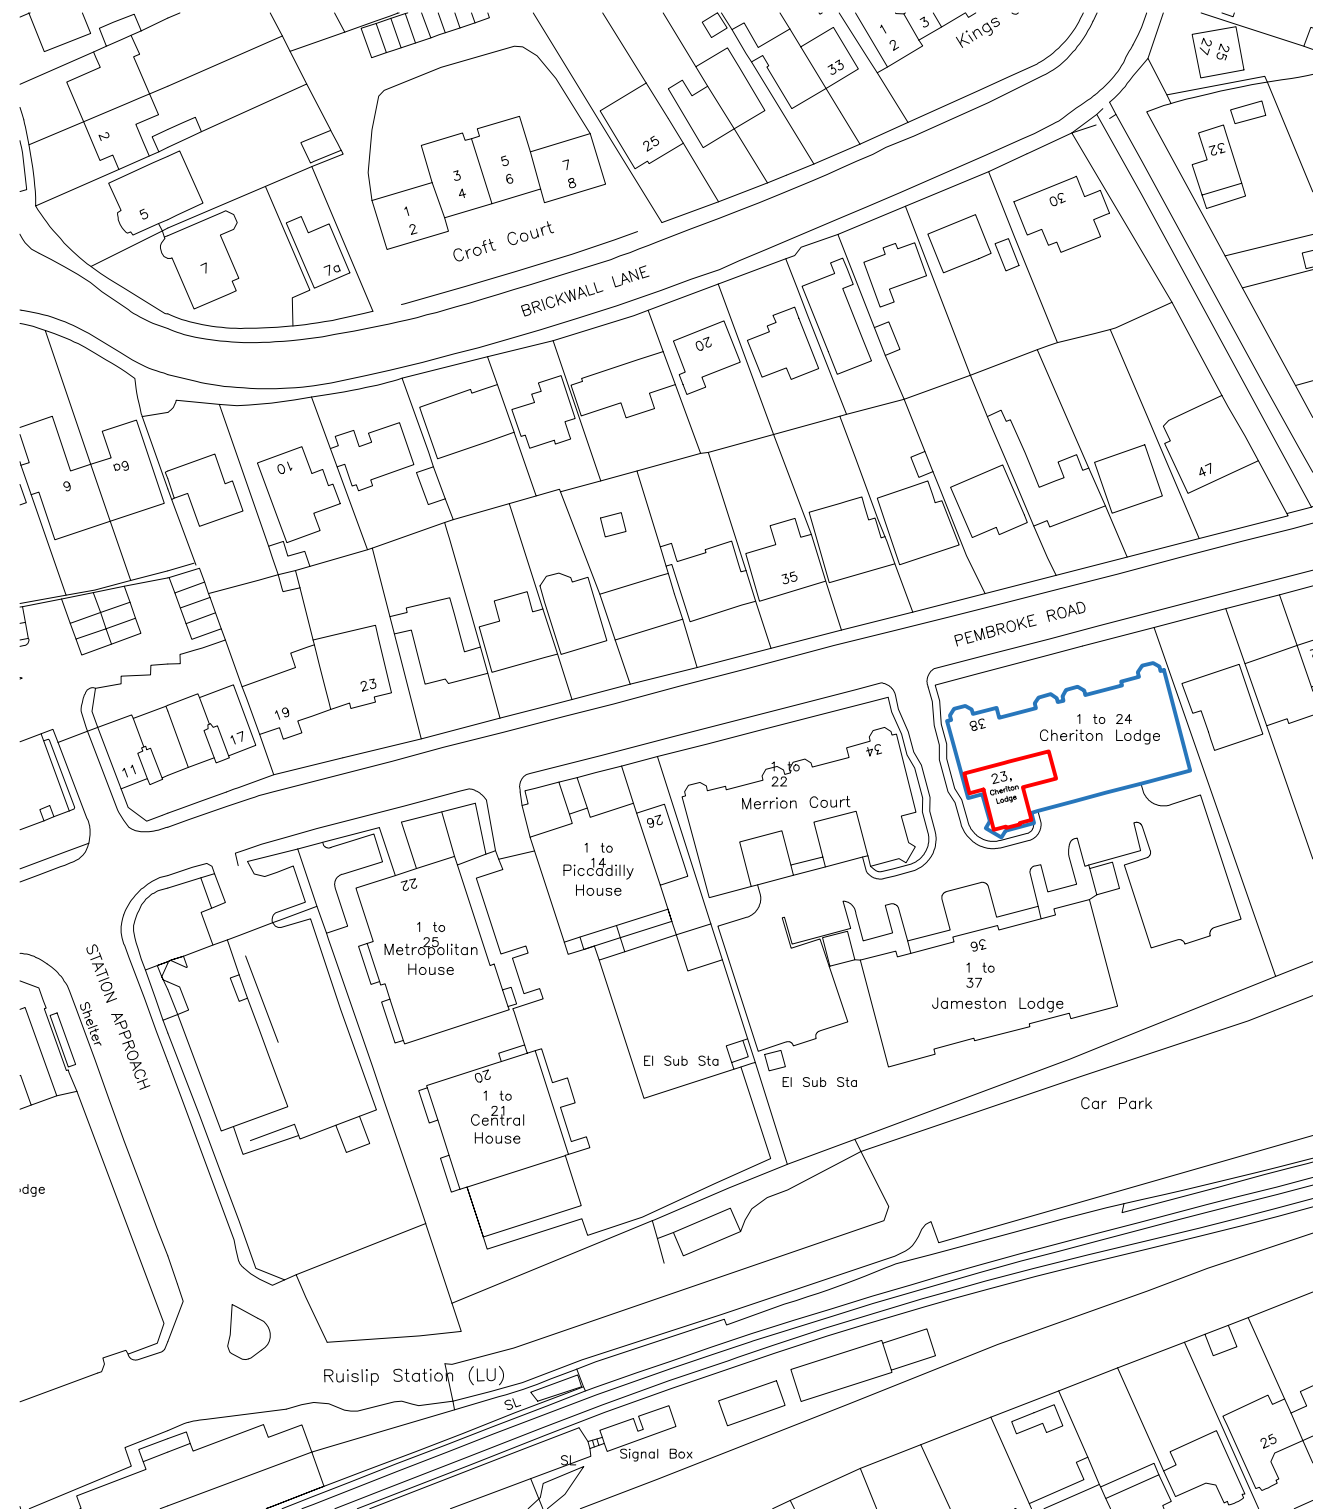 1
2
3
Kings
33
27
25
2
25
32
3
4
5
6
7
8
5
1
2
Croft Court
30
7
7a
BRICKWALL LANE
20
6
6a
10
47
35
PEMBROKE ROAD
23
19
17
11
38
1 to 24
Cheriton Lodge
23,
Cheriton
Lodge
34
1 to
22
Merrion Court
26
1 to
14
Piccadilly
House
22
1 to
25
Metropolitan
House
36
1 to
37
Jameston Lodge
STATION APPROACH
Shelter
El Sub Sta
El Sub Sta
20
1 to
21
Central
House
Car Park
dge
Ruislip Station (LU)
SL
SL
Signal Box
25